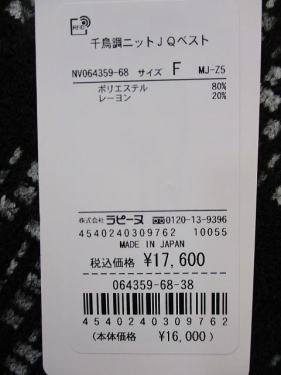 RFID
千鳥調ニットJQベスト
NV064359-68 サイズ F MJ-Z5
ポリエステル 80%
レーヨン 20%
株式会社 ラピーヌ 0120-13-9396
4540240309762 10055
MADE IN JAPAN
税込価格 ¥17,600
064359-68-38
4540240309762
(本体価格 ¥16,000)